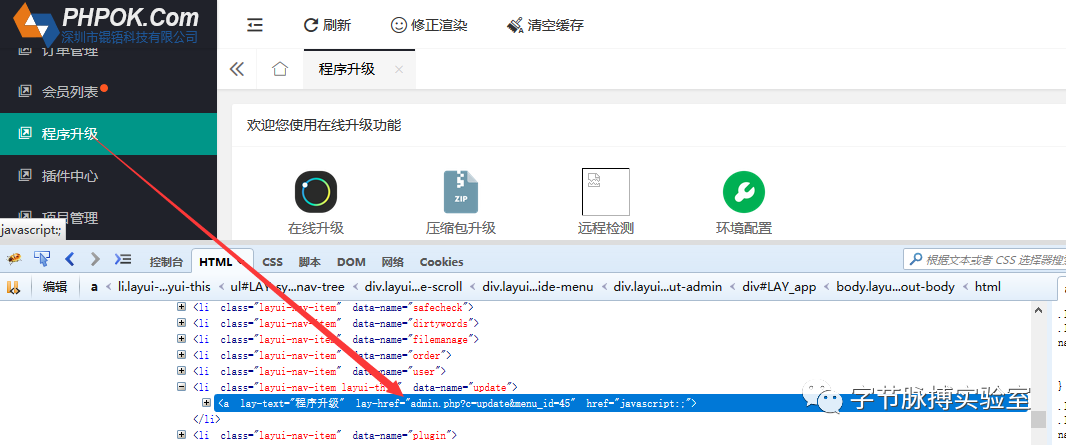 PHPOK.Com
深圳市锟铻科技有限公司
订单管理
会员列表
程序升级
插件中心
项目管理
javascript:;
刷新
修正渲染
清空缓存
程序升级
欢迎您使用在线升级功能
在线升级
ZIP
压缩包升级
远程检测
环境配置
控制台 HTML CSS 脚本 DOM 网络 Cookies
根据文本或者 CSS 选择器搜索
编辑 a < li.layui-...yui-this < ul#LAY-sy...nav-tree < div.layui...e-scroll < div.layui...ide-menu < div.layui...ut-admin < div#LAY_app < body.layu...out-body < html
<li class="layui-nav-item" data-name="safecheck">
<li class="layui-nav-item" data-name="dirtywords">
<li class="layui-nav-item" data-name="filemanage">
<li class="layui-nav-item" data-name="order">
<li class="layui-nav-item" data-name="user">
<li class="layui-nav-item layui-this" data-name="update">
<a lay-text="程序升级" lay-href="admin.php?c=update&menu_id=45" href="javascript:;">
</li>
<li class="layui-nav-item" data-name="plugin">
字节脉搏实验室